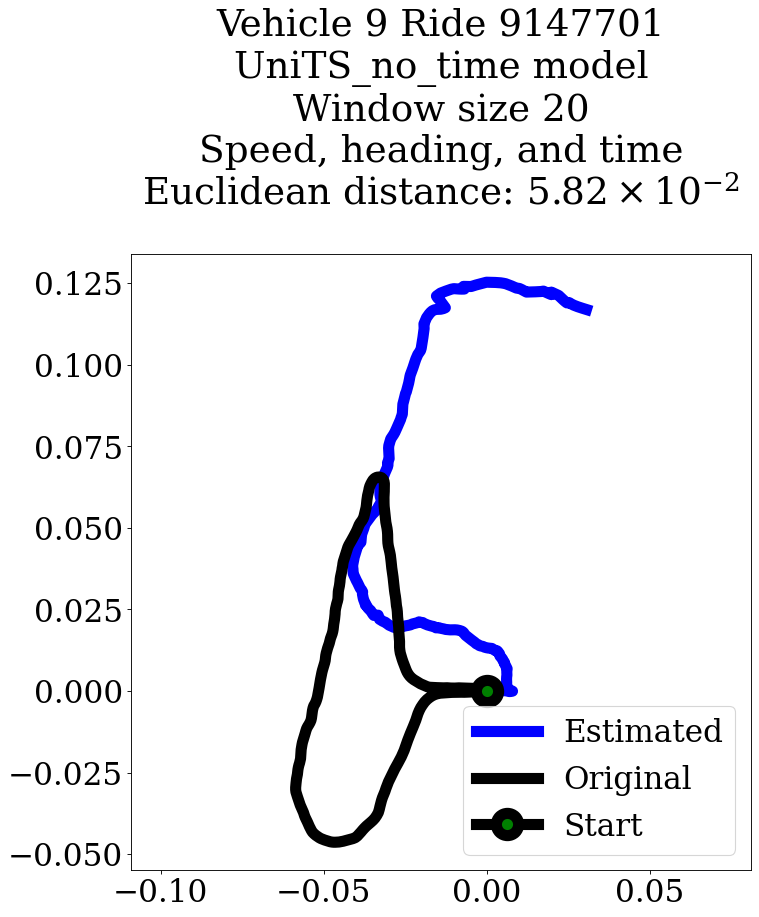 Vehicle 9 Ride 9147701
UniTS_no_time model
Window size 20
Speed, heading, and time
Euclidean distance: 5.82 × 10⁻²
0.125
0.100
0.075
0.050
0.025
0.000
−0.025
−0.050
−0.10
−0.05
0.00
0.05
Estimated
Original
Start